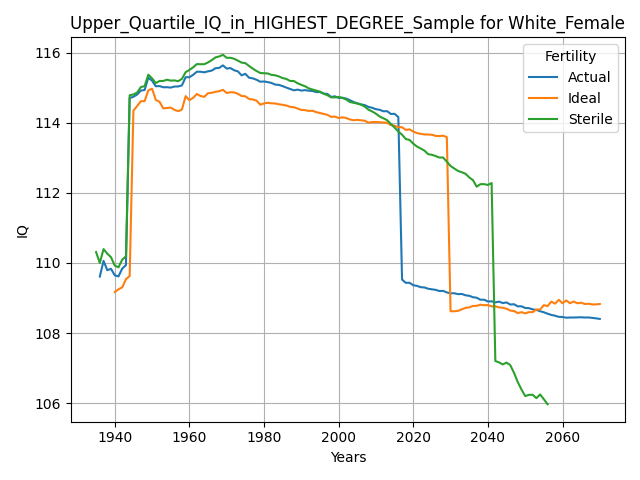 Upper_Quartile_IQ_in_HIGHEST_DEGREE_Sample for White_Female
Fertility
Actual
Ideal
Sterile
116
114
112
110
108
106
IQ
1940
1960
1980
2000
2020
2040
2060
Years